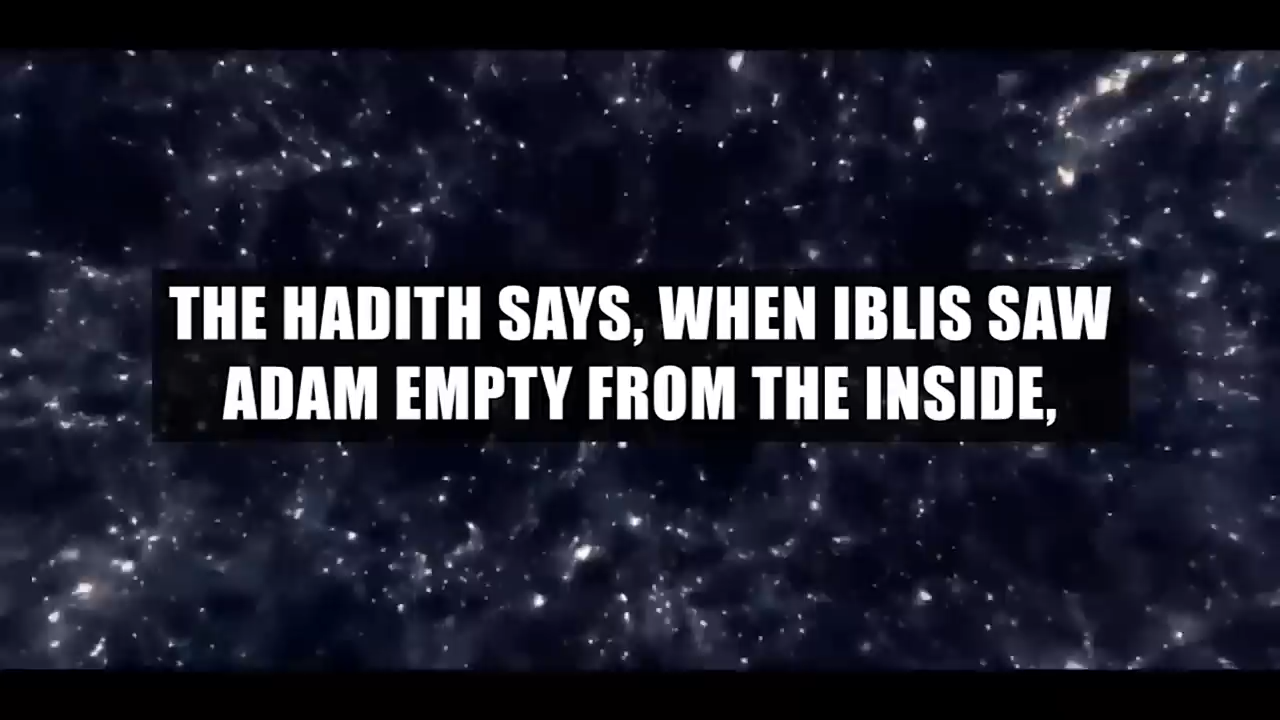 THE HADITH SAYS, WHEN IBLIS SAW
ADAM EMPTY FROM THE INSIDE,